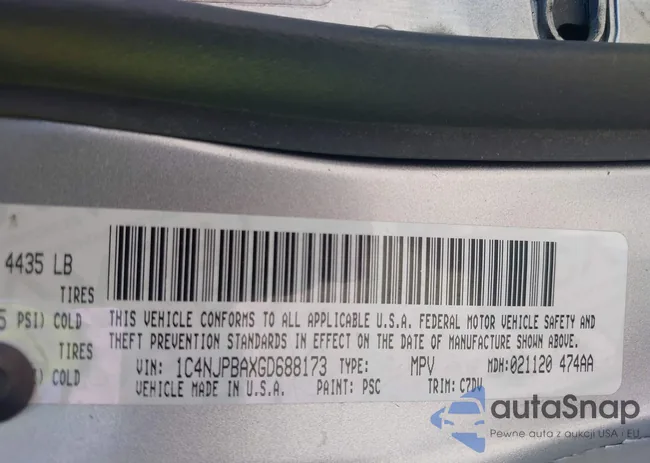 4435 LB
TIRES
PSI) COLD
TIRES
PSI) COLD
THIS VEHICLE CONFORMS TO ALL APPLICABLE U.S.A. FEDERAL MOTOR VEHICLE SAFETY AND
THEFT PREVENTION STANDARDS IN EFFECT ON THE DATE OF MANUFACTURE SHOWN ABOVE.
VIN: 1C4NJPBAXGD688173 TYPE: MPV MDH:021120 474AA
VEHICLE MADE IN U.S.A. PAINT: PSC TRIM: C7DV
autaSnap
Pewne auta z aukcji USA i EU